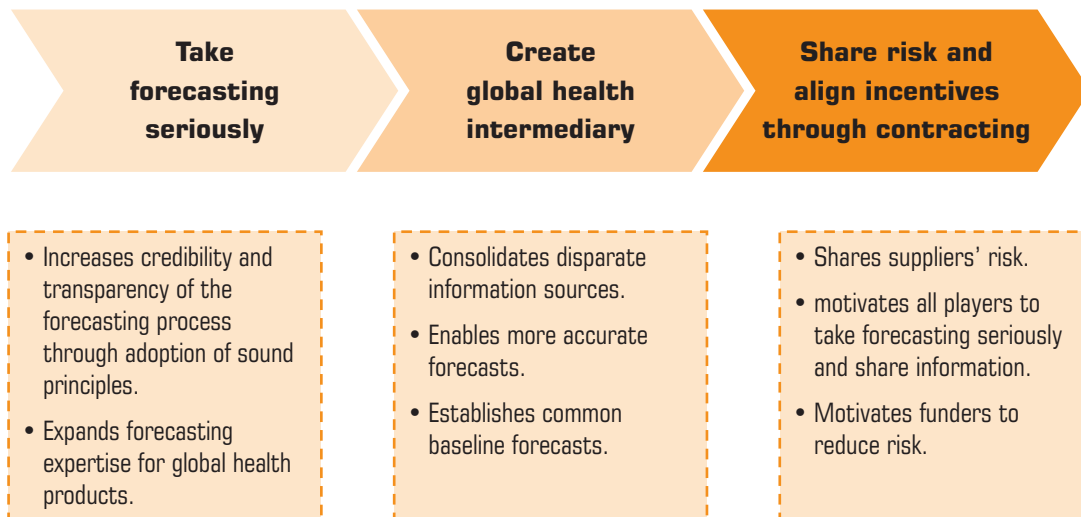 Take
forecasting
seriously
Create
global health
intermediary
Share risk and
align incentives
through contracting
• Increases credibility and
transparency of the
forecasting process
through adoption of sound
principles.
• Expands forecasting
expertise for global health
products.
• Consolidates disparate
information sources.
• Enables more accurate
forecasts.
• Establishes common
baseline forecasts.
• Shares suppliers’ risk.
• motivates all players to
take forecasting seriously
and share information.
• Motivates funders to
reduce risk.